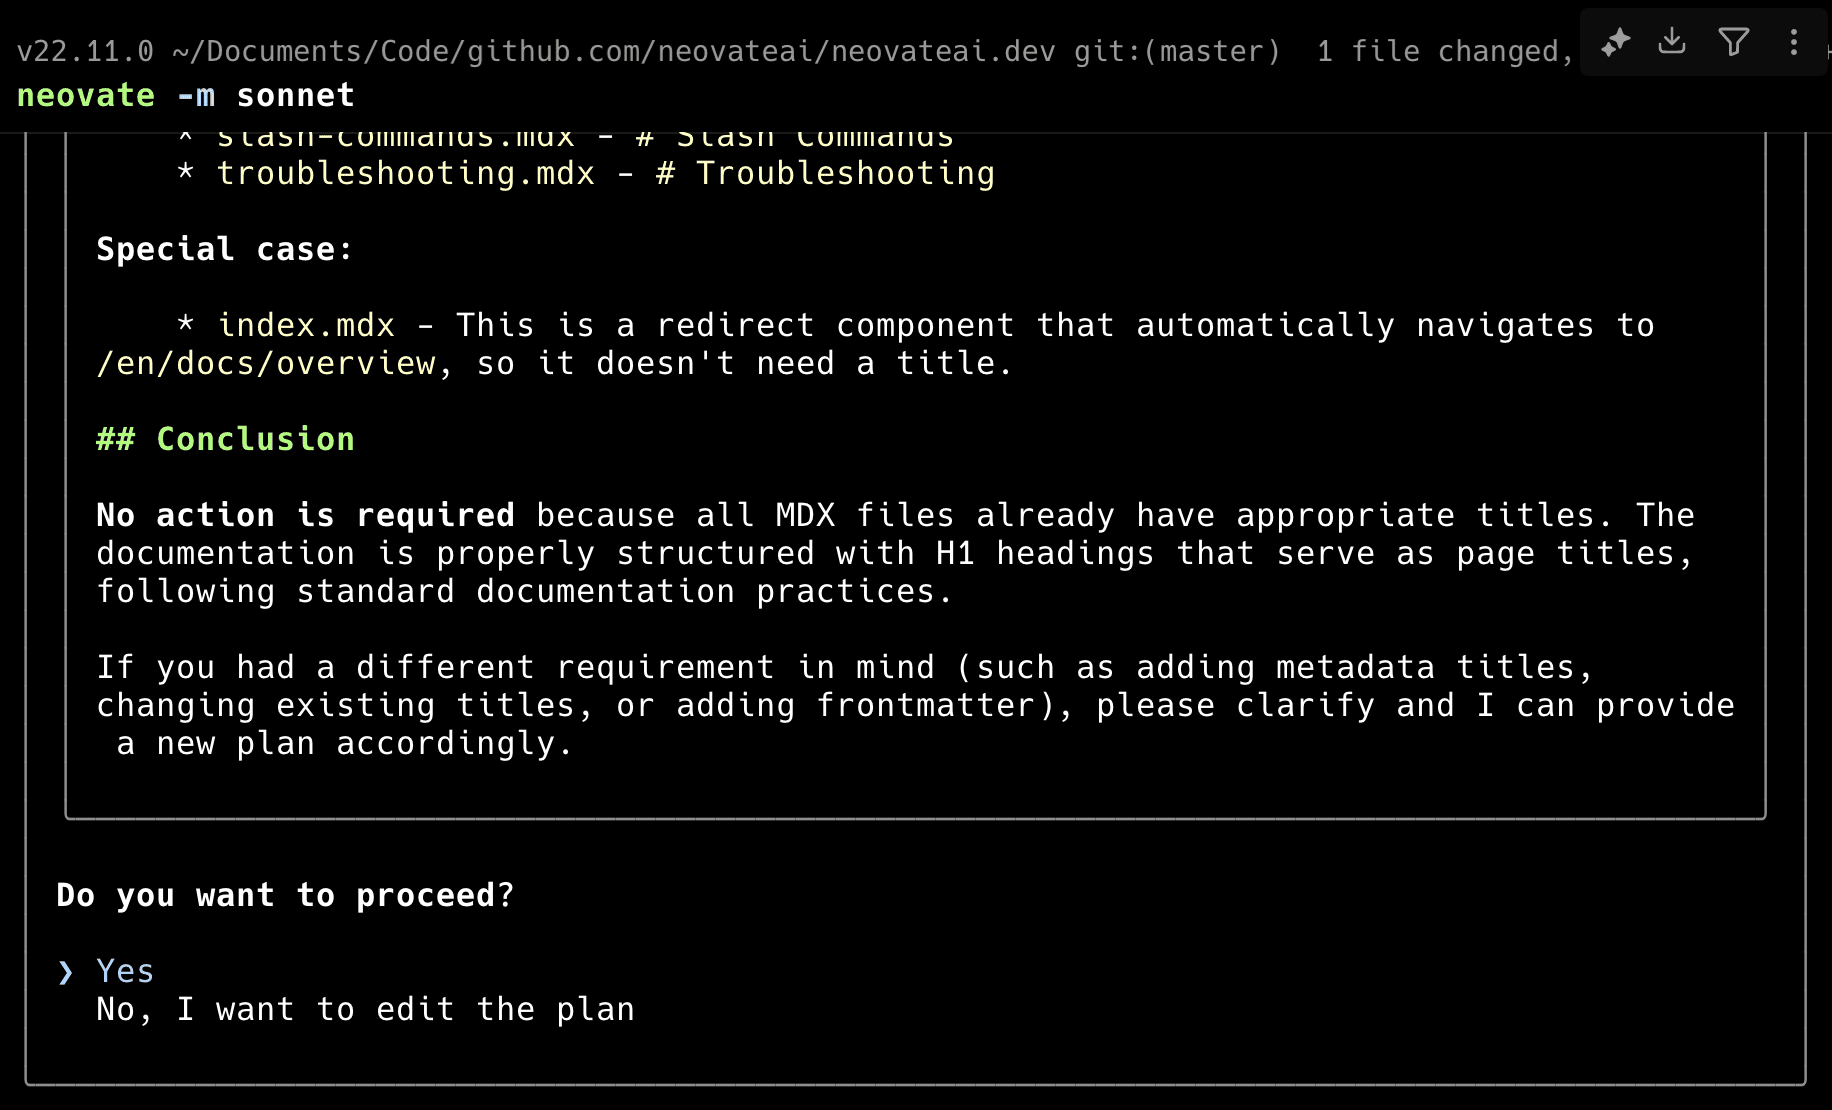 v22.11.0 ~/Documents/Code/github.com/neovateai/neovateai.dev git:(master)  1 file changed,
neovate -m sonnet
* slash-commands.mdx - # Slash Commands
* troubleshooting.mdx - # Troubleshooting
Special case:
* index.mdx - This is a redirect component that automatically navigates to
/en/docs/overview, so it doesn't need a title.
## Conclusion
No action is required because all MDX files already have appropriate titles. The
documentation is properly structured with H1 headings that serve as page titles,
following standard documentation practices.
If you had a different requirement in mind (such as adding metadata titles,
changing existing titles, or adding frontmatter), please clarify and I can provide
a new plan accordingly.
Do you want to proceed?
❯ Yes
No, I want to edit the plan